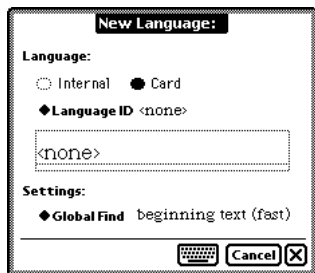 New Language:
Language:
Internal Card
◆Language ID <none>
<none>
Settings:
◆Global Find beginning text (fast)
Cancel